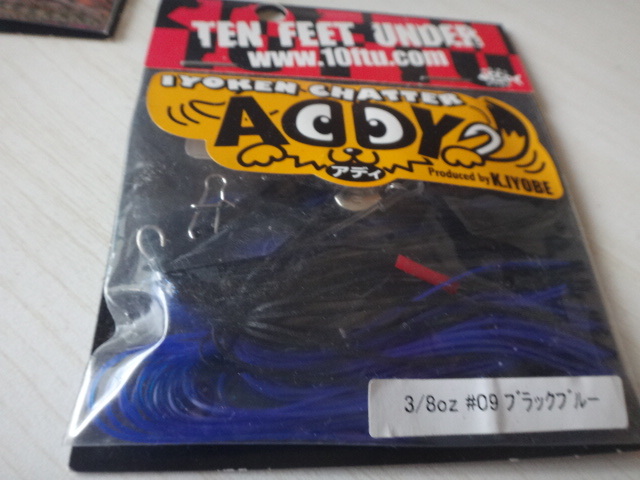 TEN FEET UNDER
www.10ftu.com
IYOKEN CHATTER
ADDY
アディ
Produced by K.IYOBE
3/8oz #09 ブラックブルー